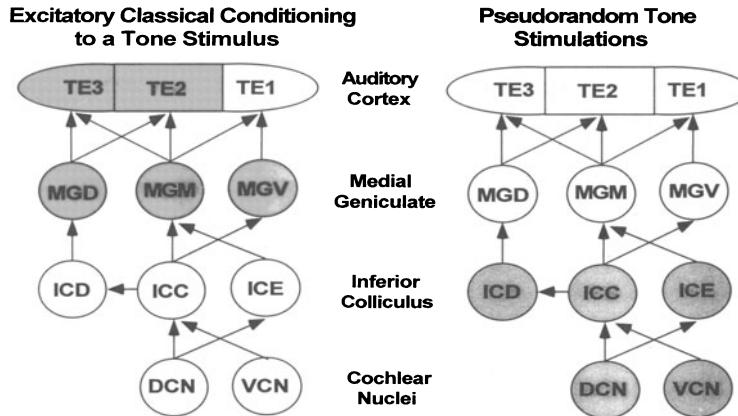 Excitatory Classical Conditioning
to a Tone Stimulus
Pseudorandom Tone
Stimulations
TE3 TE2 TE1
Auditory
Cortex
TE3 TE2 TE1
MGD MGM MGV
Medial
Geniculate
MGD MGM MGV
ICD ICC ICE
Inferior
Colliculus
ICD ICC ICE
DCN VCN
Cochlear
Nuclei
DCN VCN